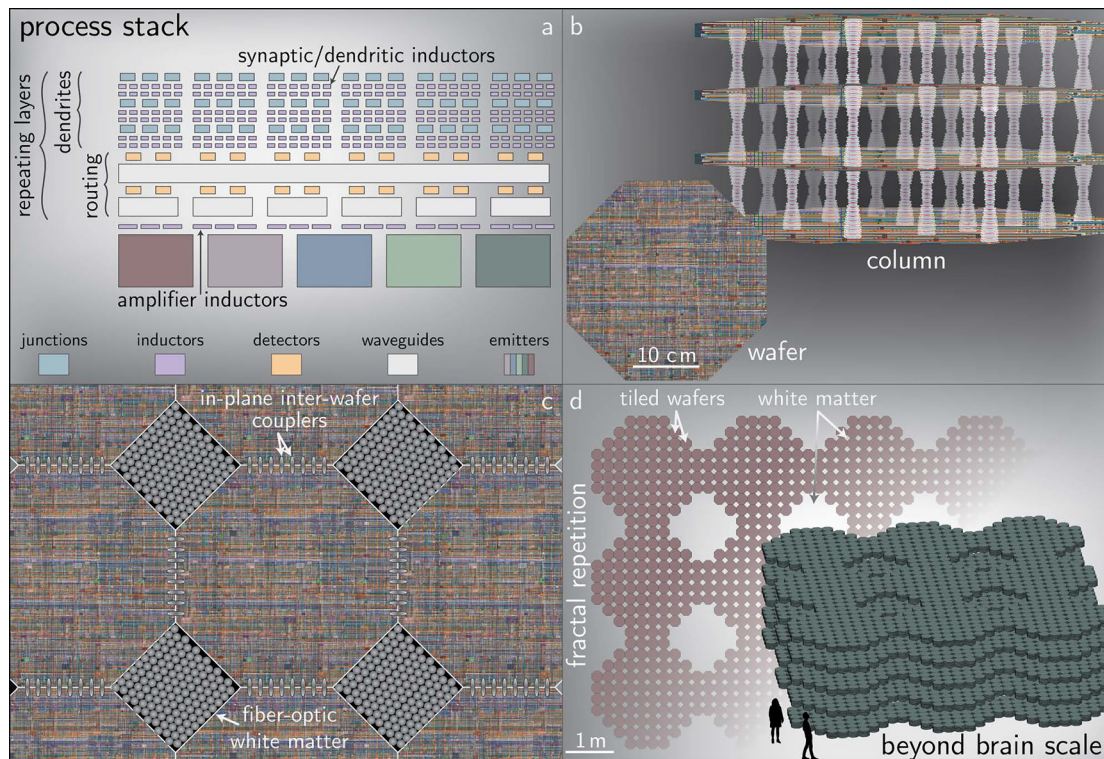 process stack
a
synaptic/dendritic inductors
repeating layers
dendrites
routing
amplifier inductors
junctions
inductors
detectors
waveguides
emitters
b
column
10 cm
wafer
c
in-plane inter-wafer
couplers
fiber-optic
white matter
d
tiled wafers
white matter
fractal repetition
1 m
beyond brain scale